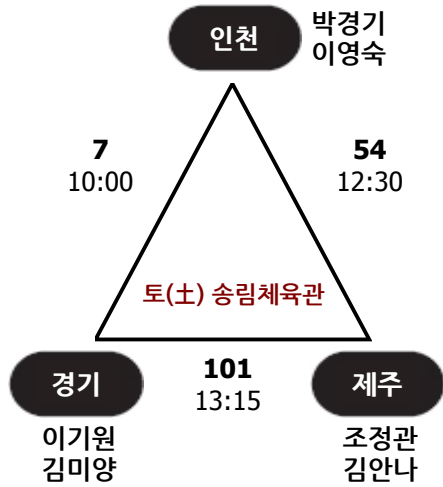 인천
박경기
이영숙
7
10:00
54
12:30
토(土) 송림체육관
경기
101
13:15
제주
이기원
김미양
조정관
김안나